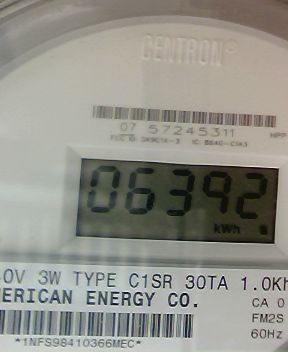 CENTRON®
07 57245311
06392
kWh
0V 3W TYPE C1SR 30TA 1.0Kh
ERICAN ENERGY CO.
CA 0
FM2S
60Hz
*1NFS98410366MEC*